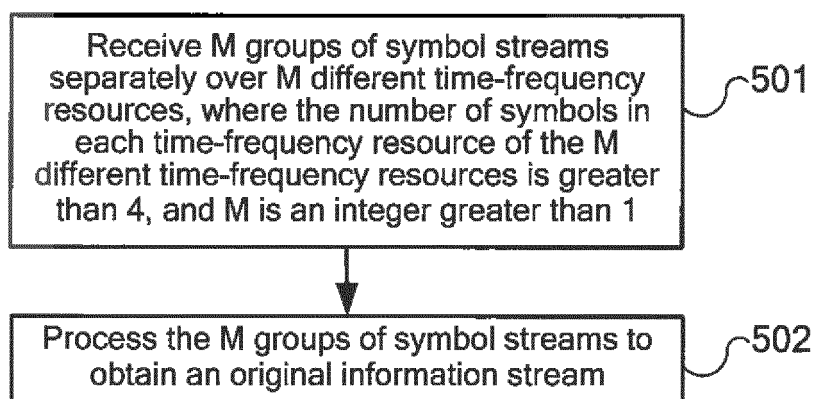 Receive M groups of symbol streams
separately over M different time-frequency
resources, where the number of symbols in
each time-frequency resource of the M
different time-frequency resources is greater
than 4, and M is an integer greater than 1
501
Process the M groups of symbol streams to
obtain an original information stream
502